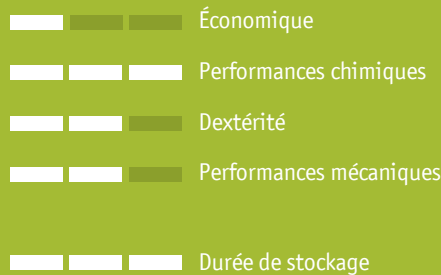 Économique
Performances chimiques
Dextérité
Performances mécaniques
Durée de stockage